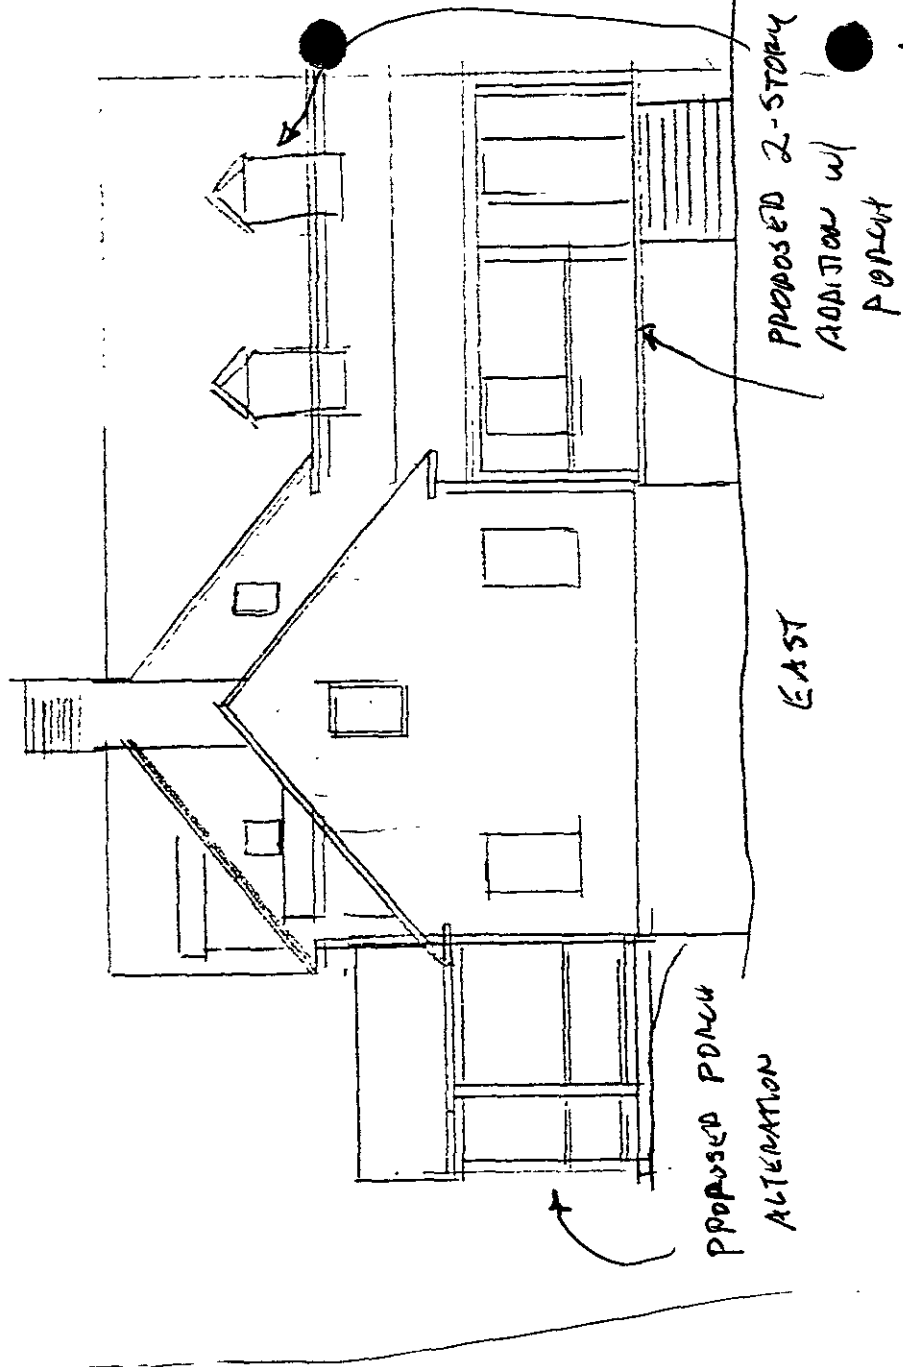 PROPOSED 2-STORY
ADDITION w/
PORCH
EAST
PROPOSED PORCH
ALTERATION